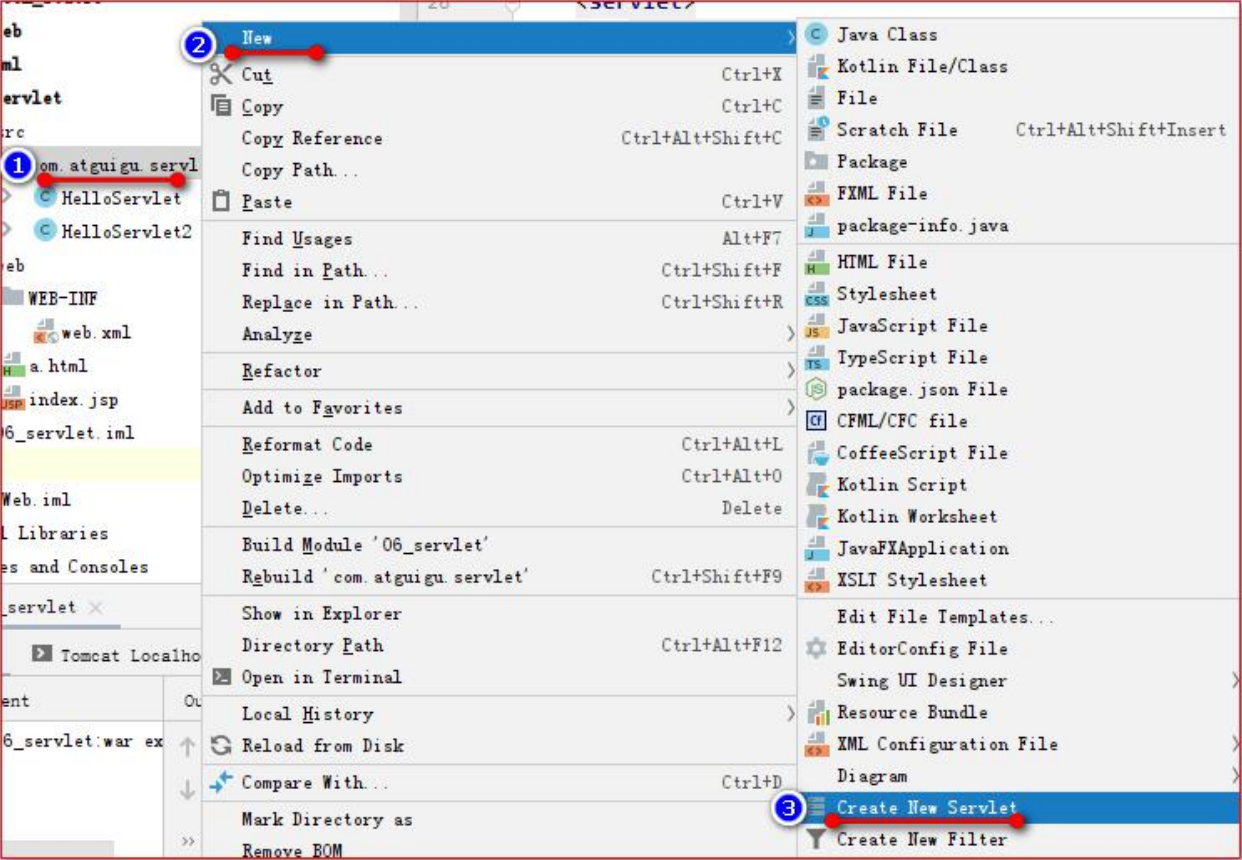 28
<servlet>
eb
ml
ervlet
src
1
om.atguigu.servl
HelloServlet
HelloServlet2
eb
WEB-INF
web.xml
a.html
index.jsp
06_servlet.iml
Web.iml
l Libraries
es and Consoles
_servlet
Tomcat Localho
ent
Ou
6_servlet:war ex
2
New
Cut Ctrl+X
Copy Ctrl+C
Copy Reference Ctrl+Alt+Shift+C
Copy Path...
Paste Ctrl+V
Find Usages Alt+F7
Find in Path... Ctrl+Shift+F
Replace in Path... Ctrl+Shift+R
Analyze
Refactor
Add to Favorites
Reformat Code Ctrl+Alt+L
Optimize Imports Ctrl+Alt+O
Delete... Delete
Build Module '06_servlet'
Rebuild 'com.atguigu.servlet' Ctrl+Shift+F9
Show in Explorer
Directory Path Ctrl+Alt+F12
Open in Terminal
Local History
Reload from Disk
Compare With... Ctrl+D
Mark Directory as
Remove BOM
Java Class
Kotlin File/Class
File
Scratch File Ctrl+Alt+Shift+Insert
Package
FXML File
package-info.java
HTML File
Stylesheet
JavaScript File
TypeScript File
package.json File
CFML/CFC file
CoffeeScript File
Kotlin Script
Kotlin Worksheet
JavaFXApplication
XSLT Stylesheet
Edit File Templates...
EditorConfig File
Swing UI Designer
Resource Bundle
XML Configuration File
Diagram
3
Create New Servlet
Create New Filter